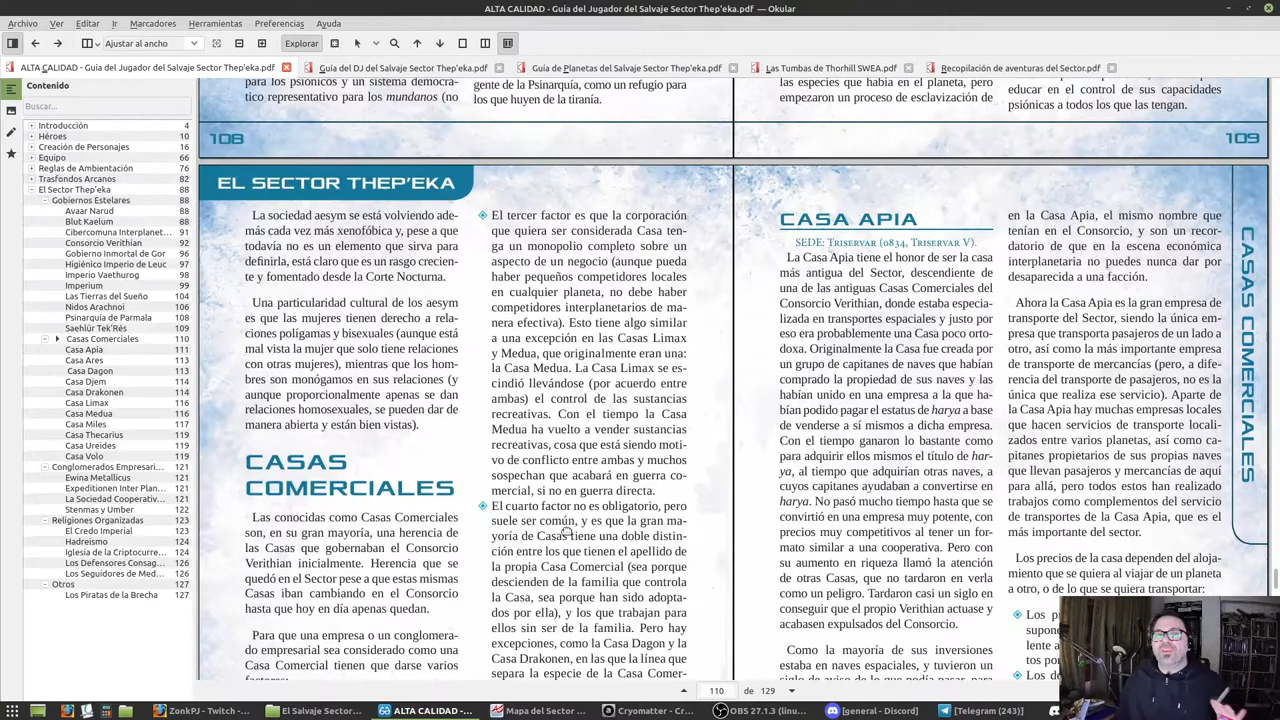 ALTA CALIDAD - Guía del Jugador del Salvaje Sector Thep'eka.pdf — Okular
Archivo Ver Editar Ir Marcadores Herramientas Preferencias Ayuda
Ajustar al ancho
Explorar
ALTA CALIDAD - Guía del Jugador del Salvaje Sector Thep'eka.pdf
Guía del DJ del Salvaje Sector Thep'eka.pdf
Guía de Planetas del Salvaje Sector Thep'eka.pdf
Las Tumbas de Thorhill SWEA.pdf
Recopilación de aventuras del Sector.pdf
Contenido
Buscar...
Introducción 4
Héroes 10
Creación de Personajes 16
Equipo 66
Reglas de Ambientación 76
Trasfondos Arcanos 82
El Sector Thep'eka 88
Gobiernos Estelares 88
Avaar Narud 88
Blut Kaelum 88
Cibercomuna Interplanet... 91
Consorcio Verithian 92
Gobierno Inmortal de Gor 96
Higiénico Imperio de Leuc 97
Imperio Vaethurog 98
Imperium 99
Las Tierras del Sueño 104
Nidos Arachnoi 106
Psinarquía de Parmala 108
Saehlür Tek'Rés 109
Casas Comerciales 110
Casa Apia 111
Casa Ares 113
Casa Dagon 113
Casa Djem 114
Casa Drakonen 114
Casa Limax 116
Casa Medua 116
Casa Miles 117
Casa Thecarius 119
Casa Ureides 119
Casa Volo 119
Conglomerados Empresari... 121
Ewina Metallicus 121
Expeditionen Inter Plan... 121
La Sociedad Cooperativ... 121
Stenmas y Umber 122
Religiones Organizadas 123
El Credo Imperial 123
Hadreísmo 124
Iglesia de la Cibertrindad 124
Los Defensores Consag... 127
Los Seguidores de Med... 127
Otros 127
Los Piratas de la Brecha 127
para los psiónicos y un sistema democrá-
tico representativo para los mundanos (no
gente de la Psinarquía, como un refugio para
los que huyen de la tiranía.
las especies que había en el planeta, pero
empezaron un proceso de esclavización de
educar en el control de sus capacidades
psiónicas a todos los que las tengan.
108
109
EL SECTOR THEP'EKA
La sociedad aesym se está volviendo ade-
más cada vez más xenofóbica y, pese a que
todavía no es un elemento que sirva para
definirla, está claro que es un rasgo crecien-
te y fomentado desde la Corte Nocturna.
Una particularidad cultural de los aesym
es que las mujeres tienen derecho a rela-
ciones polígamas y bisexuales (aunque está
mal vista la mujer que solo tiene relaciones
con otras mujeres), mientras que los hom-
bres son monógamos en sus relaciones (y
aunque proporcionalmente apenas se dan
relaciones homosexuales, se pueden dar de
manera abierta y están bien vistas).
CASAS
COMERCIALES
Las conocidas como Casas Comerciales
son, en su gran mayoría, una herencia de
las Casas que gobernaban el Consorcio
Verithian inicialmente. Herencia que se
quedó en el Sector pese a que estas mismas
Casas iban cambiando en el Consorcio
hasta que hoy en día apenas quedan.
Para que una empresa o un conglomera-
do empresarial sea considerado como una
Casa Comercial tienen que darse varios
factores:
El tercer factor es que la corporación
que quiera ser considerada Casa ten-
ga un monopolio completo sobre un
aspecto de un negocio (aunque pueda
haber pequeños competidores locales
en cualquier planeta, no debe haber
competidores interplanetarios de ma-
nera efectiva). Esto tiene algo similar
a una excepción en las Casas Limax
y Medua, que originalmente eran una:
la Casa Medua. La Casa Limax se es-
cindió llevándose (por acuerdo entre
ambas) el control de las sustancias
recreativas. Con el tiempo la Casa
Medua ha vuelto a vender sustancias
recreativas, cosa que está siendo moti-
vo de conflicto entre ambas y muchos
sospechan que acabará en guerra co-
mercial, si no en guerra directa.
El cuarto factor no es obligatorio, pero
suele ser común, y es que la gran ma-
yoría de Casas tiene una doble distin-
ción entre los que tienen el apellido de
la propia Casa Comercial (sea porque
descienden de la familia que controla
la Casa, sea porque han sido adopta-
dos por ella), y los que trabajan para
ellos sin ser de la familia. Pero hay
excepciones, como la Casa Dagon y la
Casa Drakonen, en las que la línea que
separa la especie de la Casa Comer-
CASA APIA
SEDE: Triservar (0834, Triservar V).
La Casa Apia tiene el honor de ser la casa
más antigua del Sector, descendiente de
una de las antiguas Casas Comerciales del
Consorcio Verithian, donde estaba especia-
lizada en transportes espaciales y justo por
eso era probablemente una Casa poco orto-
doxa. Originalmente la Casa fue creada por
un grupo de capitanes de naves que habían
comprado la propiedad de sus naves y las
habían unido en una empresa a la que ha-
bían podido pagar el estatus de harya a base
de venderse a sí mismos a dicha empresa.
Con el tiempo ganaron lo bastante como
para adquirir ellos mismos el título de har-
ya, al tiempo que adquirían otras naves, a
cuyos capitanes ayudaban a convertirse en
harya. No pasó mucho tiempo hasta que se
convirtió en una empresa muy potente, con
precios muy competitivos al tener un for-
mato similar a una cooperativa. Pero con
su aumento en riqueza llamó la atención
de otras Casas, que no tardaron en verla
como un peligro. Tardaron casi un siglo en
conseguir que el propio Verithian actuase y
acabasen expulsados del Consorcio.
Como la mayoría de sus inversiones
estaba en naves espaciales, y tuvieron un
siglo de aviso de lo que podía pasar, para
en la Casa Apia, el mismo nombre que
tenían en el Consorcio, y son un recor-
datorio de que en la escena económica
interplanetaria no puedes nunca dar por
desaparecida a una facción.
Ahora la Casa Apia es la gran empresa de
transporte del Sector, siendo la única em-
presa que transporta pasajeros de un lado a
otro, así como la más importante empresa
de transporte de mercancías (pero, a dife-
rencia del transporte de pasajeros, no es la
única que realiza ese servicio). Aparte de
la Casa Apia hay muchas empresas locales
que hacen servicios de transporte locali-
zados entre varios planetas, así como ca-
pitanes propietarios de sus propias naves
que llevan pasajeros y mercancías de aquí
para allá, pero todos estos han realizado
trabajos como complementos del servicio
de transportes de la Casa Apia, que es el
más importante del sector.
Los precios de la casa dependen del aloja-
miento que se quiera al viajar de un planeta
a otro, o de lo que se quiera transportar:
Los p
supone
lente a
tos por
Los de
CASAS COMERCIALES
110 de 129
ZonkPJ - Twitch -...
El Salvaje Sector...
ALTA CALIDAD -...
Mapa del Sector ...
Cryomatter - Cr...
OBS 27.1.3 (linu...
[general - Discord]
[Telegram (243)]